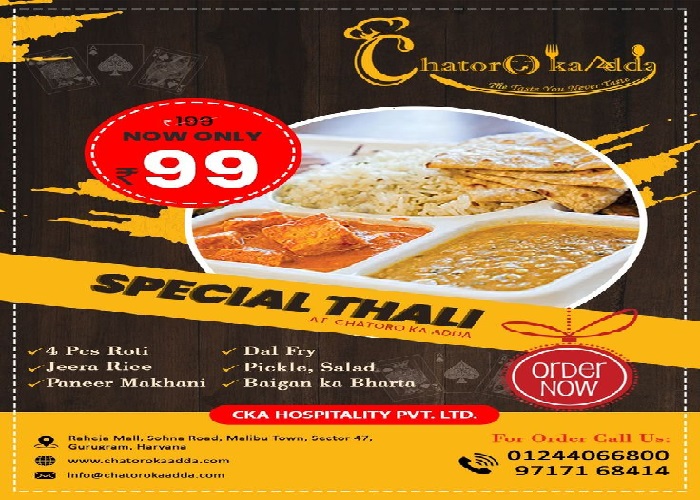 Chatoro ka Adda
We Taste You Never Taste
₹ 199
NOW ONLY
₹ 99
SPECIAL THALI
AT CHATORO KA ADDA
4 Pcs Roti
Jeera Rice
Paneer Makhani
Dal Fry
Pickle, Salad
Baigan ka Bharta
Order
NOW
CKA HOSPITALITY PVT. LTD.
Raheja Mall, Sohna Road, Malibu Town, Sector 47,
Gurugram, Haryana
www.chatorokaadda.com
info@chatorokaadda.com
For Order Call Us:
01244066800
97171 68414